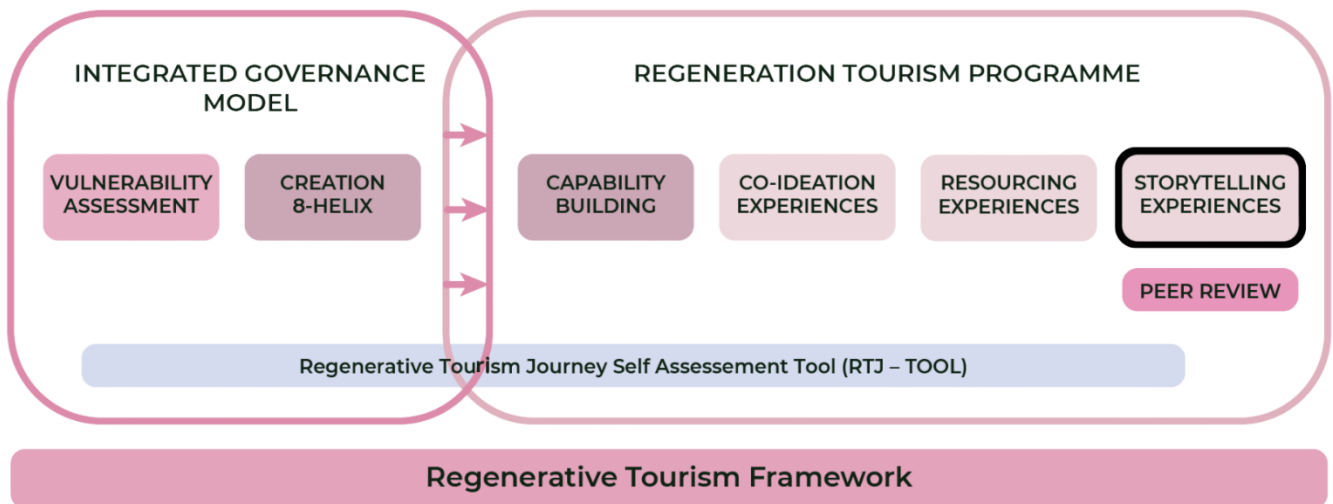 INTEGRATED GOVERNANCE
MODEL
REGENERATION TOURISM PROGRAMME
VULNERABILITY
ASSESSMENT
CREATION
8-HELIX
CAPABILITY
BUILDING
CO-IDEATION
EXPERIENCES
RESOURCING
EXPERIENCES
STORYTELLING
EXPERIENCES
PEER REVIEW
Regenerative Tourism Journey Self Assessement Tool (RTJ – TOOL)
Regenerative Tourism Framework